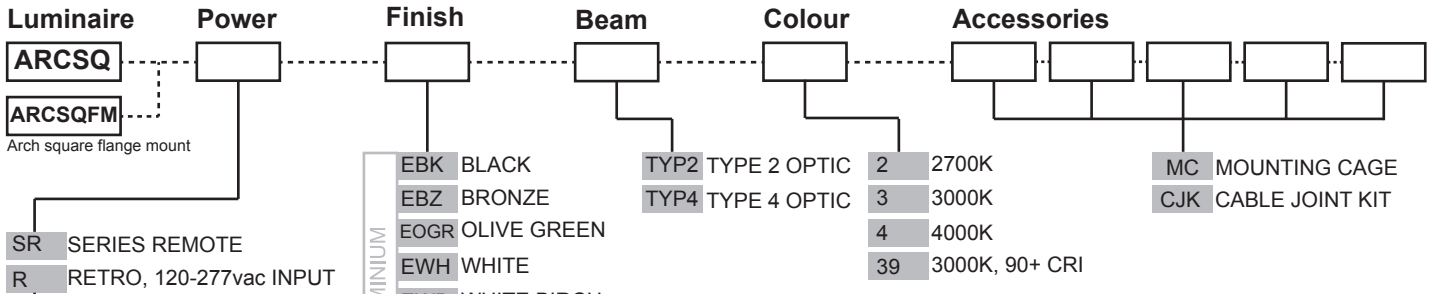 Luminaire Power Finish Beam Colour Accessories
ARCSQ
ARCSQFM
Arch square flange mount
EBK BLACK TYP2 TYPE 2 OPTIC 2 2700K MC MOUNTING CAGE
EBZ BRONZE TYP4 TYPE 4 OPTIC 3 3000K CJK CABLE JOINT KIT
EOGR OLIVE GREEN 4 4000K
SR SERIES REMOTE
EWH WHITE 39 3000K, 90+ CRI
R RETRO, 120-277vac INPUT